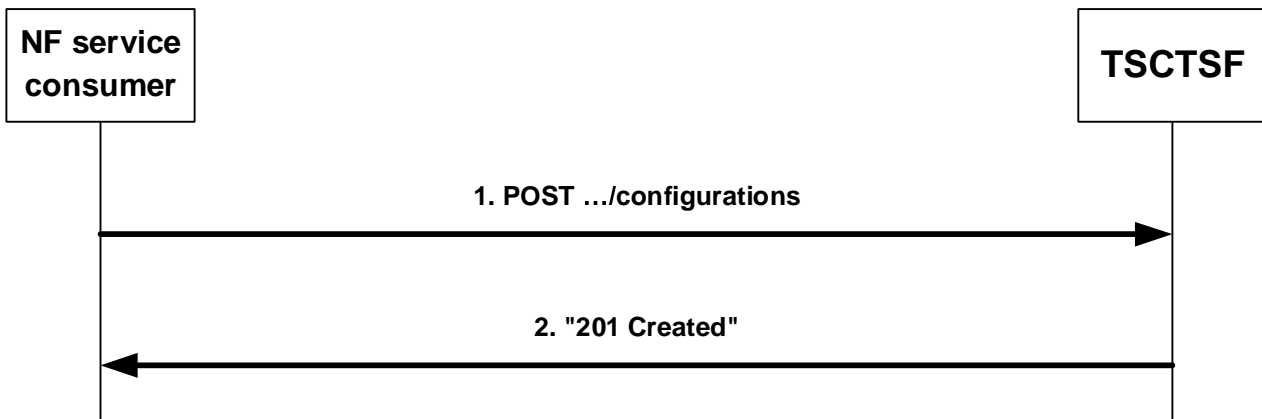 NF service
consumer
TSCTSF
1. POST …/configurations
2. "201 Created"